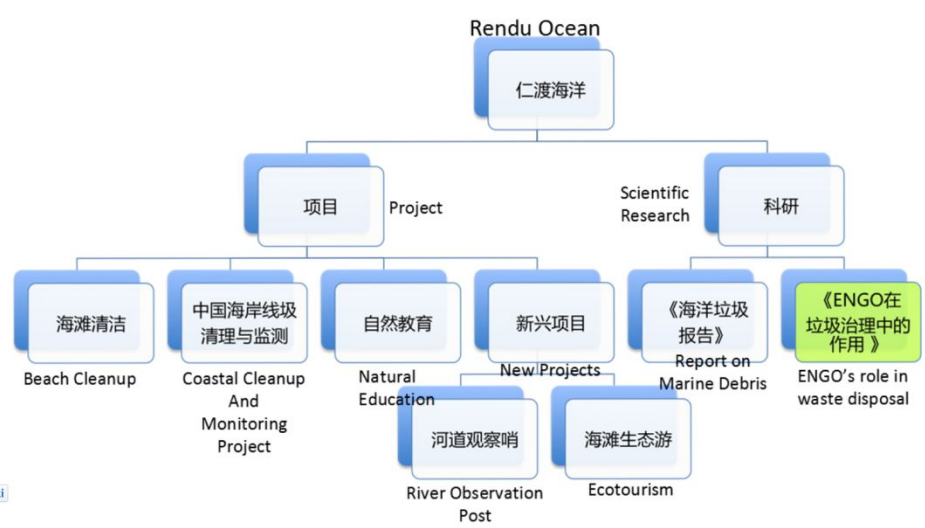 Rendu Ocean
仁渡海洋
项目
Project
Scientific
Research
科研
海滩清洁
Beach Cleanup
中国海岸线圾
清理与监测
Coastal Cleanup
And
Monitoring
Project
自然教育
Natural
Education
新兴项目
New Projects
《海洋垃圾
报告》
Report on
Marine Debris
《ENGO在
垃圾治理中的
作用 》
ENGO's role in
waste disposal
河道观察哨
River Observation
Post
海滩生态游
Ecotourism